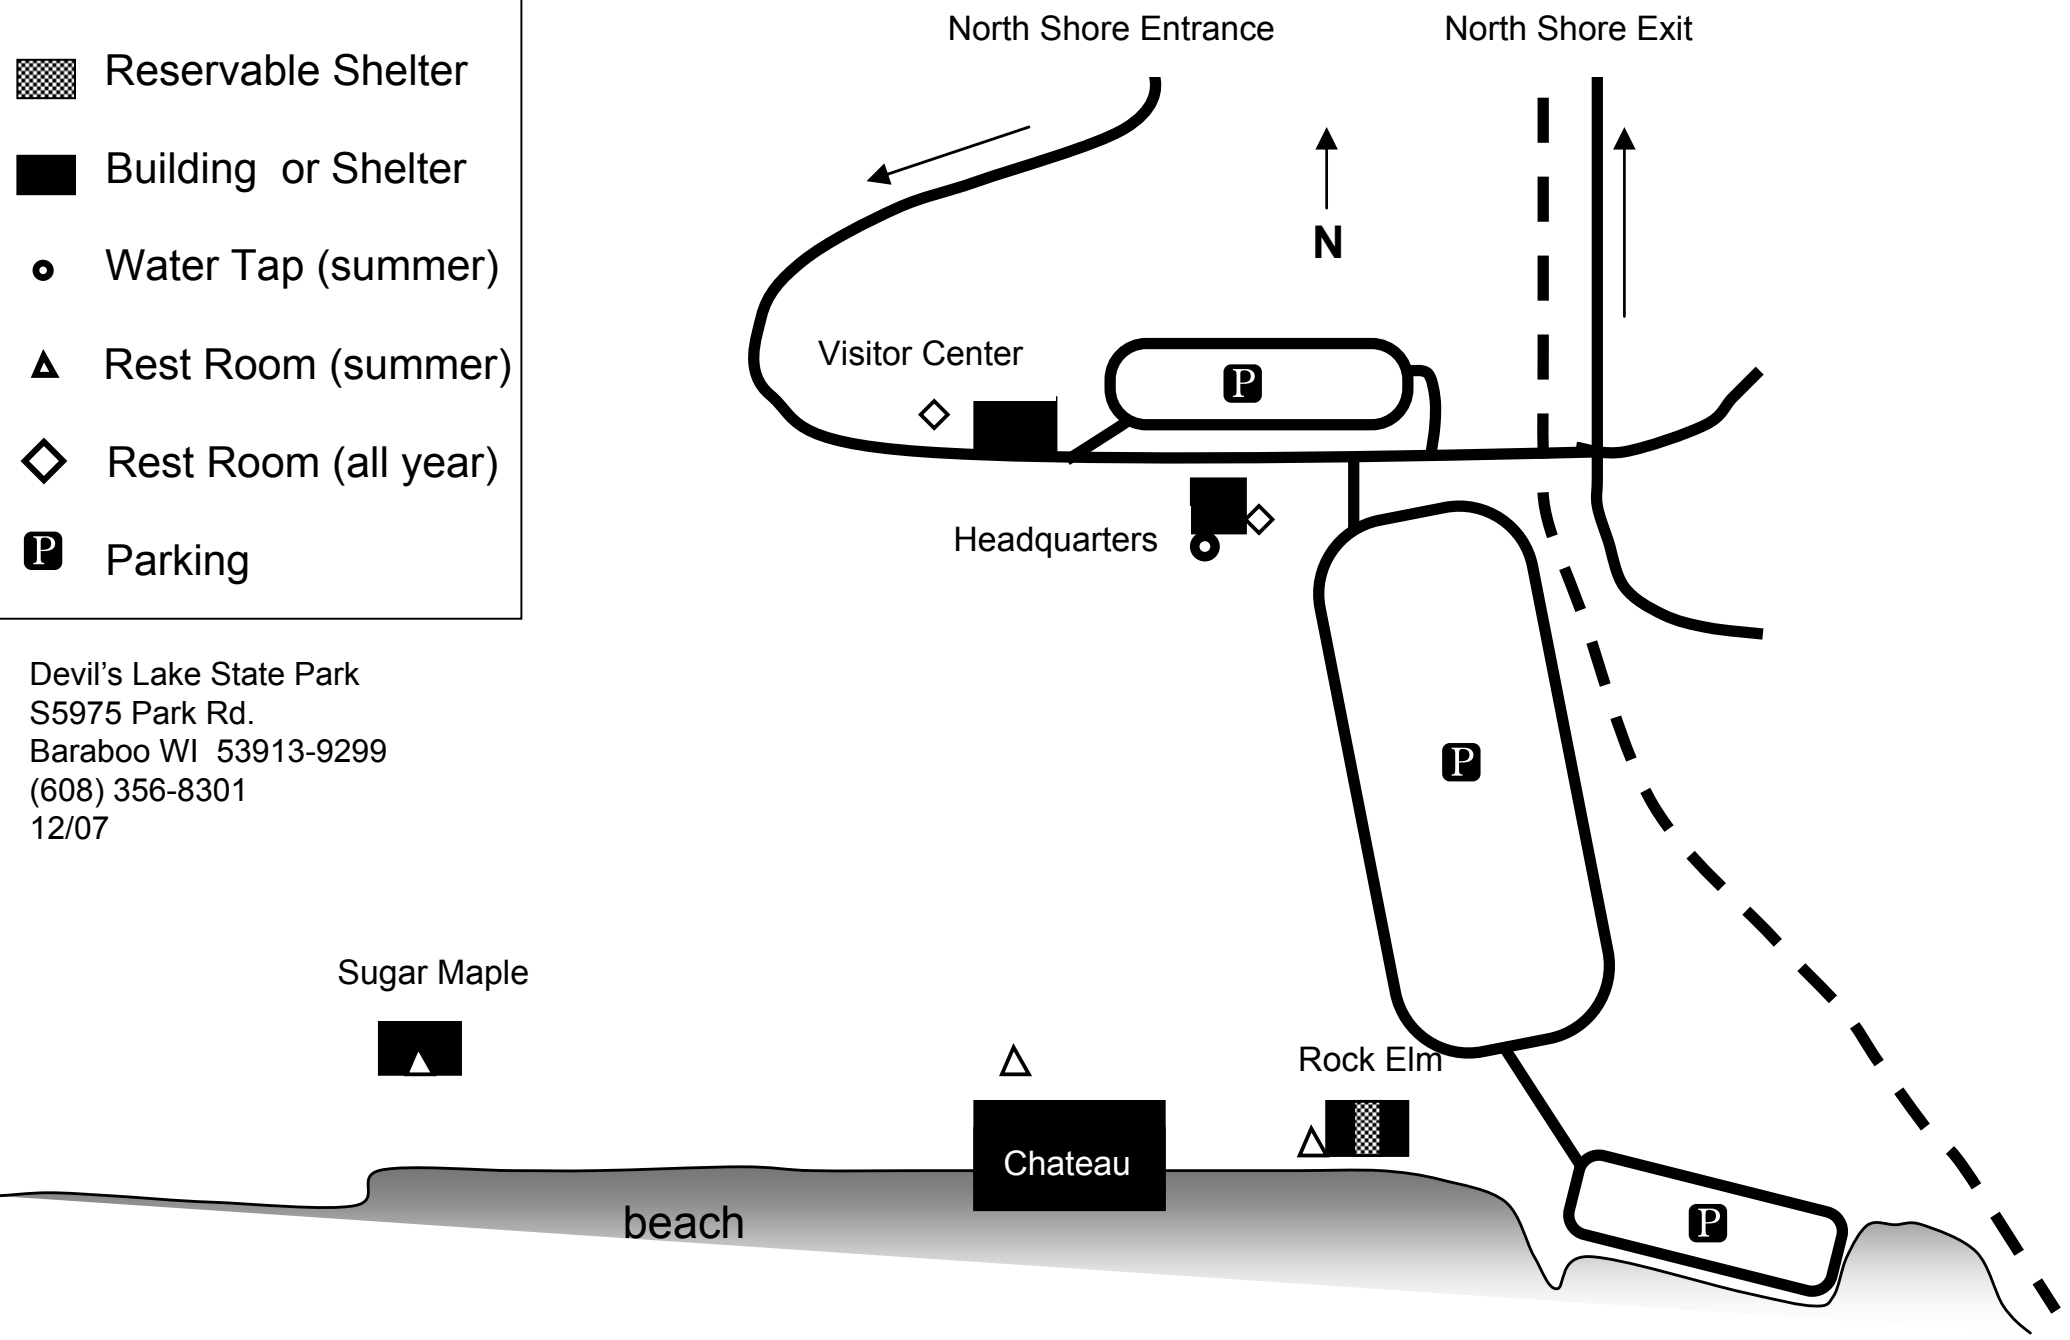 North Shore Entrance
North Shore Exit
Reservable Shelter
Building or Shelter
Water Tap (summer)
Rest Room (summer)
Rest Room (all year)
P Parking
N
Visitor Center
P
Headquarters
Devil’s Lake State Park
S5975 Park Rd.
Baraboo WI 53913-9299
(608) 356-8301
12/07
P
Sugar Maple
Rock Elm
Chateau
beach
P